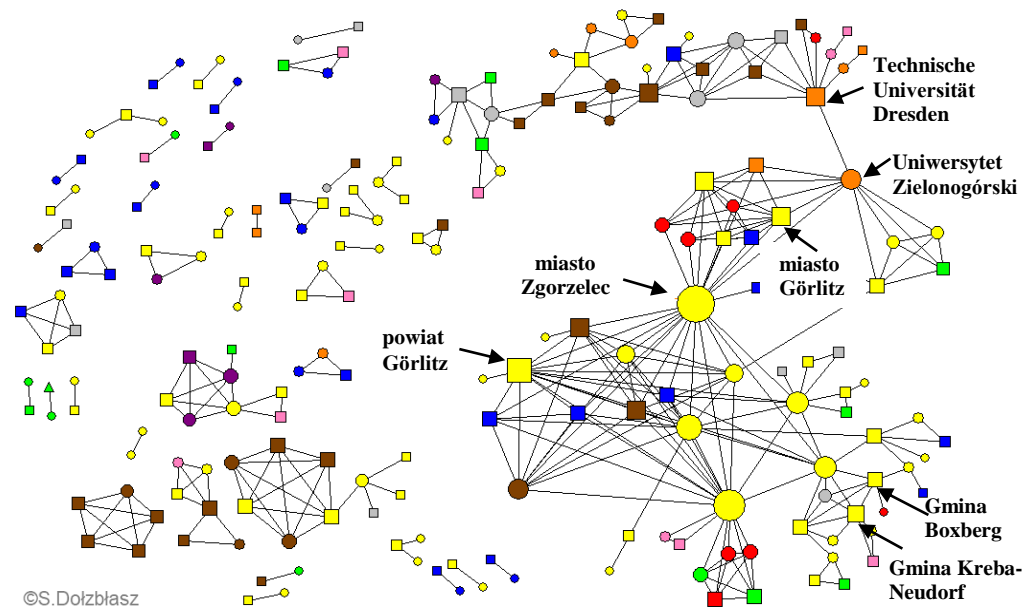 Technische
Universität
Dresden
Uniwersytet
Zielonogórski
miasto
Zgorzelec
miasto
Görlitz
powiat
Görlitz
Gmina
Boxberg
Gmina Kreba-
Neudorf
©S.Dołzbłasz